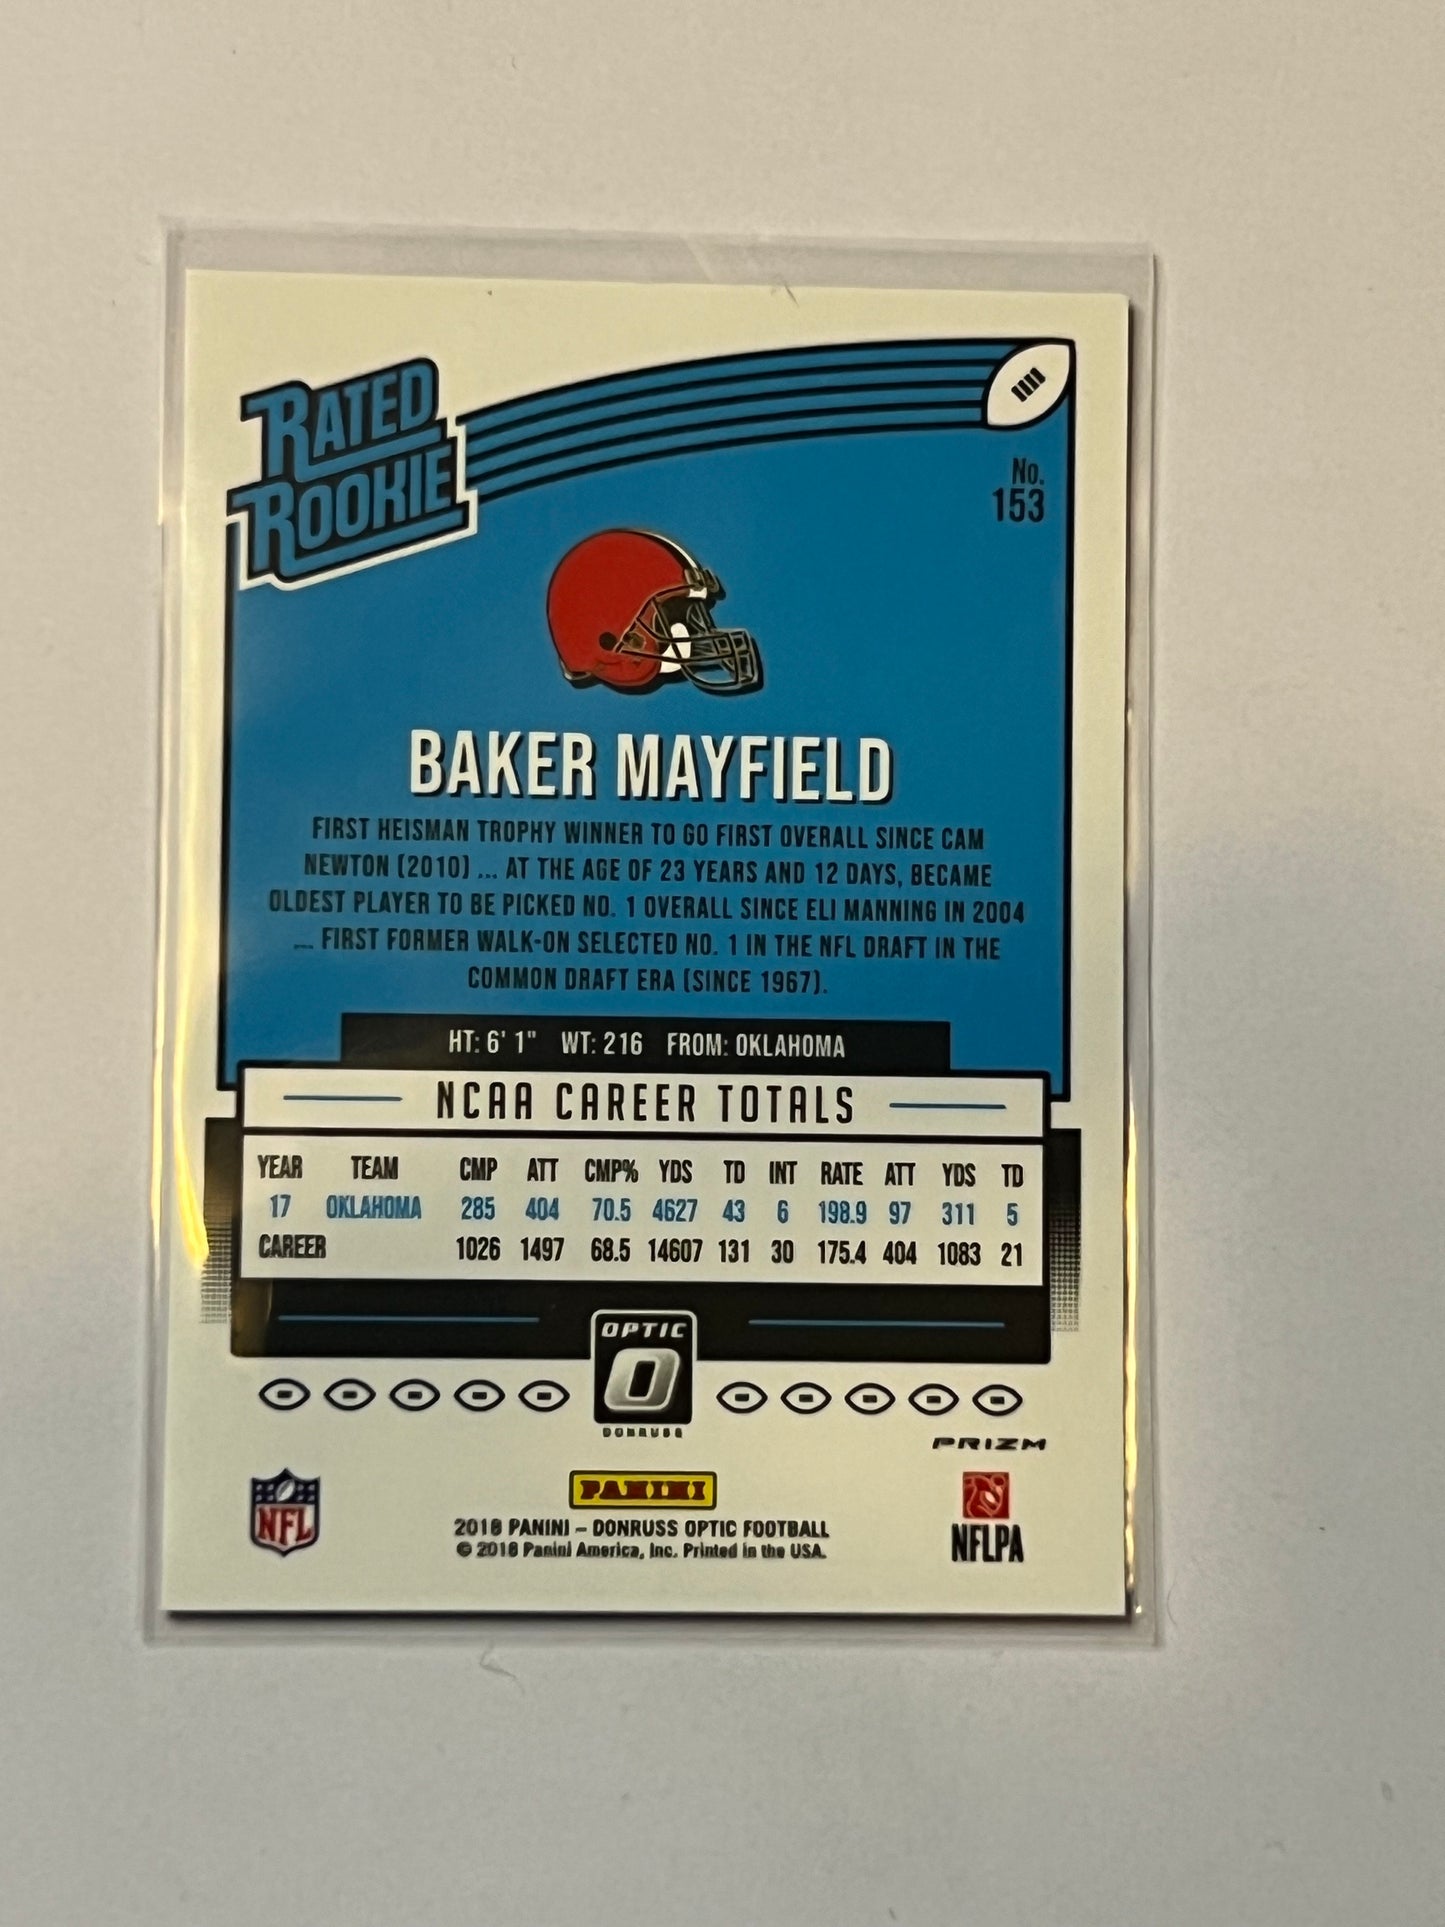 RATED
ROOKIE
No.
153
BAKER MAYFIELD
FIRST HEISMAN TROPHY WINNER TO GO FIRST OVERALL SINCE CAM
NEWTON (2010) ... AT THE AGE OF 23 YEARS AND 12 DAYS, BECAME
OLDEST PLAYER TO BE PICKED NO. 1 OVERALL SINCE ELI MANNING IN 2004
... FIRST FORMER WALK-ON SELECTED NO. 1 IN THE NFL DRAFT IN THE
COMMON DRAFT ERA (SINCE 1967).
HT: 6' 1" WT: 216 FROM: OKLAHOMA
NCAA CAREER TOTALS
YEAR TEAM CMP ATT CMP% YDS TD INT RATE ATT YDS TD
17 OKLAHOMA 285 404 70.5 4627 43 6 198.9 97 311 5
CAREER 1026 1497 68.5 14607 131 30 175.4 404 1083 21
OPTIC
O
DONRUSS
PRIZM
NFL
PANINI
2018 PANINI – DONRUSS OPTIC FOOTBALL
© 2018 Panini America, Inc. Printed in the USA.
NFLPA